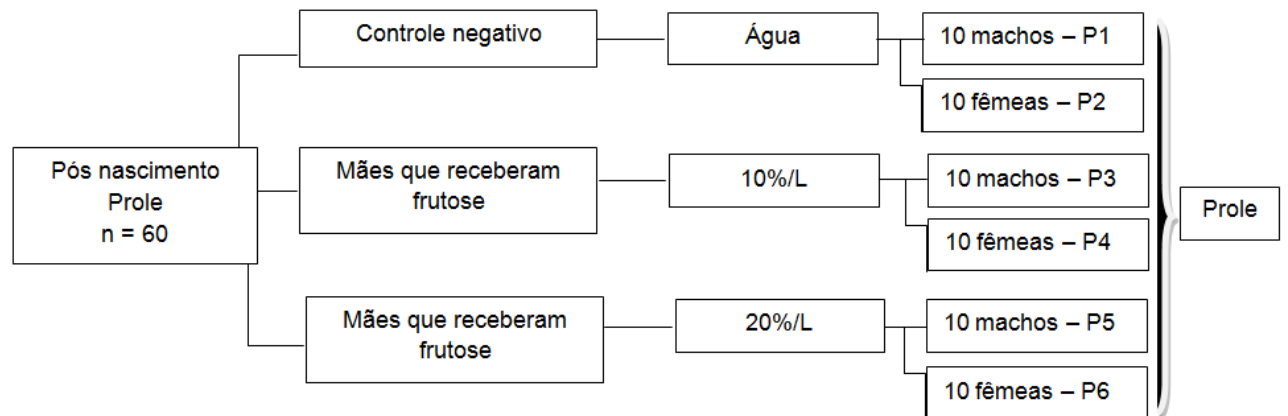 Controle negativo
Água
10 machos – P1
10 fêmeas – P2
Pós nascimento
Prole
n = 60
Mães que receberam
frutose
10%/L
10 machos – P3
10 fêmeas – P4
Prole
Mães que receberam
frutose
20%/L
10 machos – P5
10 fêmeas – P6